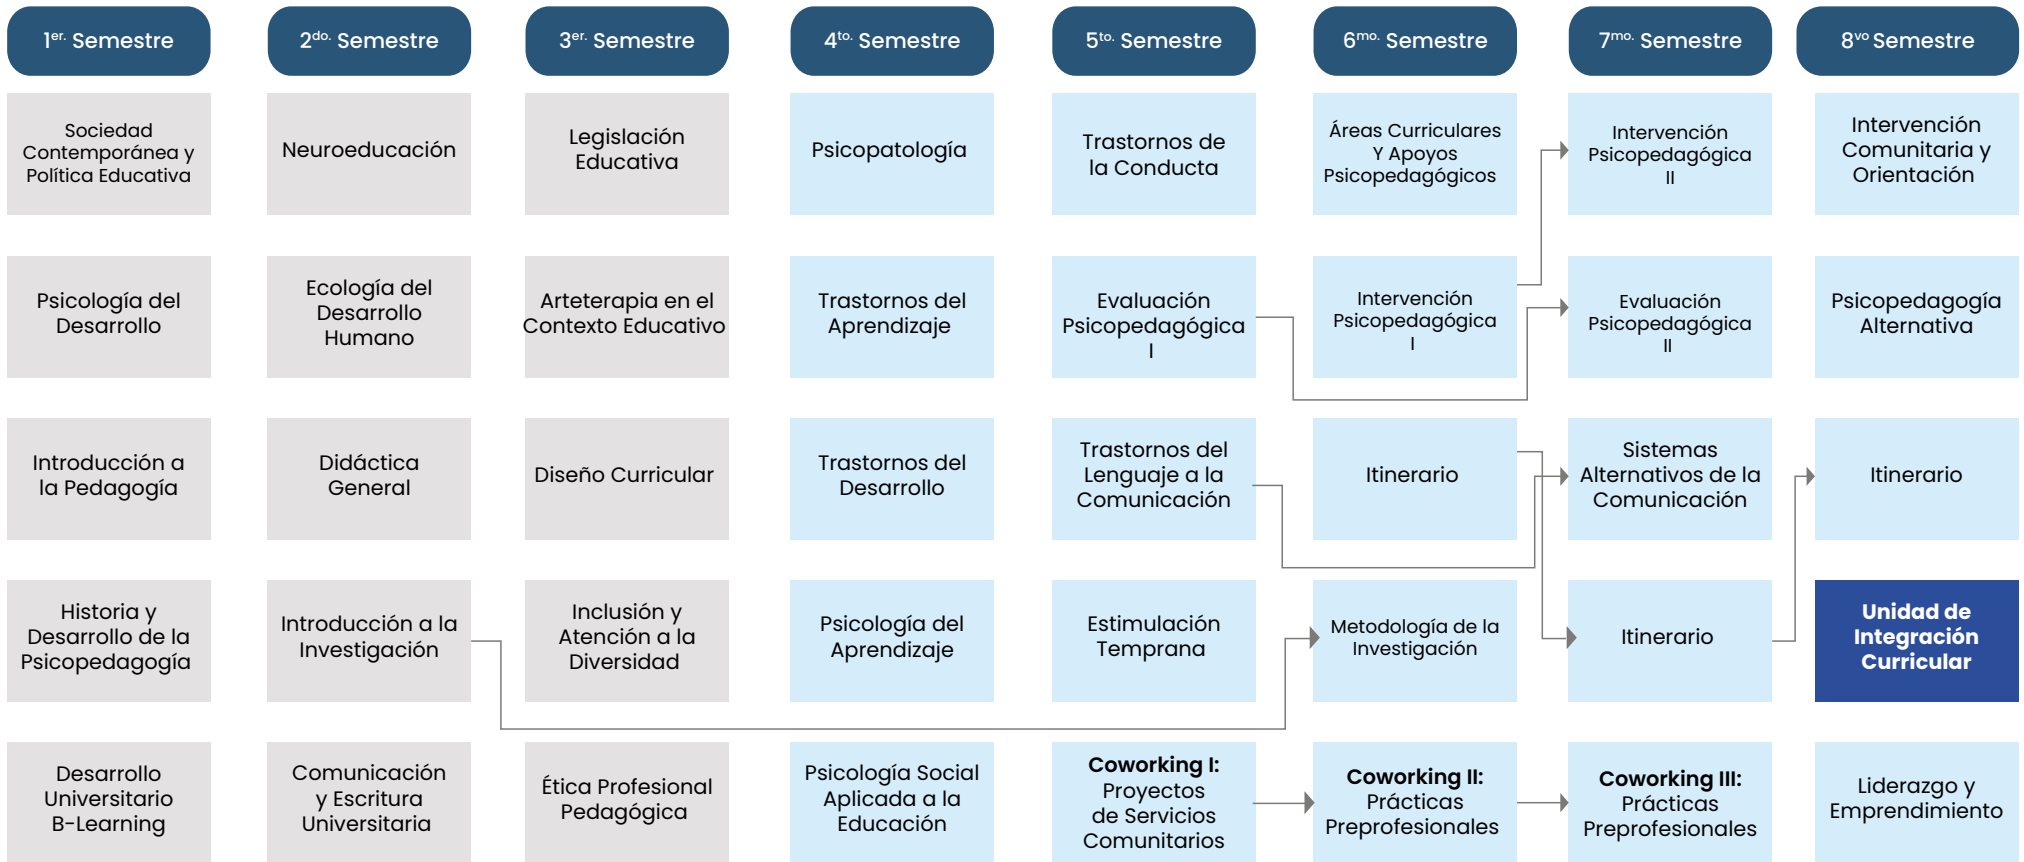 1er. Semestre
2do. Semestre
3er. Semestre
4to. Semestre
5to. Semestre
6mo. Semestre
7mo. Semestre
8vo Semestre
Sociedad
Contemporánea y
Política Educativa
Neuroeducación
Legislación
Educativa
Psicopatología
Trastornos de
la Conducta
Áreas Curriculares
Y Apoyos
Psicopedagógicos
Intervención
Psicopedagógica
II
Intervención
Comunitaria y
Orientación
Psicología del
Desarrollo
Ecología del
Desarrollo
Humano
Arteterapia en el
Contexto Educativo
Trastornos del
Aprendizaje
Evaluación
Psicopedagógica
I
Intervención
Psicopedagógica
I
Evaluación
Psicopedagógica
II
Psicopedagogía
Alternativa
Introducción a
la Pedagogía
Didáctica
General
Diseño Curricular
Trastornos del
Desarrollo
Trastornos del
Lenguaje a la
Comunicación
Itinerario
Sistemas
Alternativos de la
Comunicación
Itinerario
Historia y
Desarrollo de la
Psicopedagogía
Introducción a la
Investigación
Inclusión y
Atención a la
Diversidad
Psicología del
Aprendizaje
Estimulación
Temprana
Metodología de la
Investigación
Itinerario
Unidad de
Integración
Curricular
Desarrollo
Universitario
B-Learning
Comunicación
y Escritura
Universitaria
Ética Profesional
Pedagógica
Psicología Social
Aplicada a la
Educación
Coworking I:
Proyectos
de Servicios
Comunitarios
Coworking II:
Prácticas
Preprofesionales
Coworking III:
Prácticas
Preprofesionales
Liderazgo y
Emprendimiento